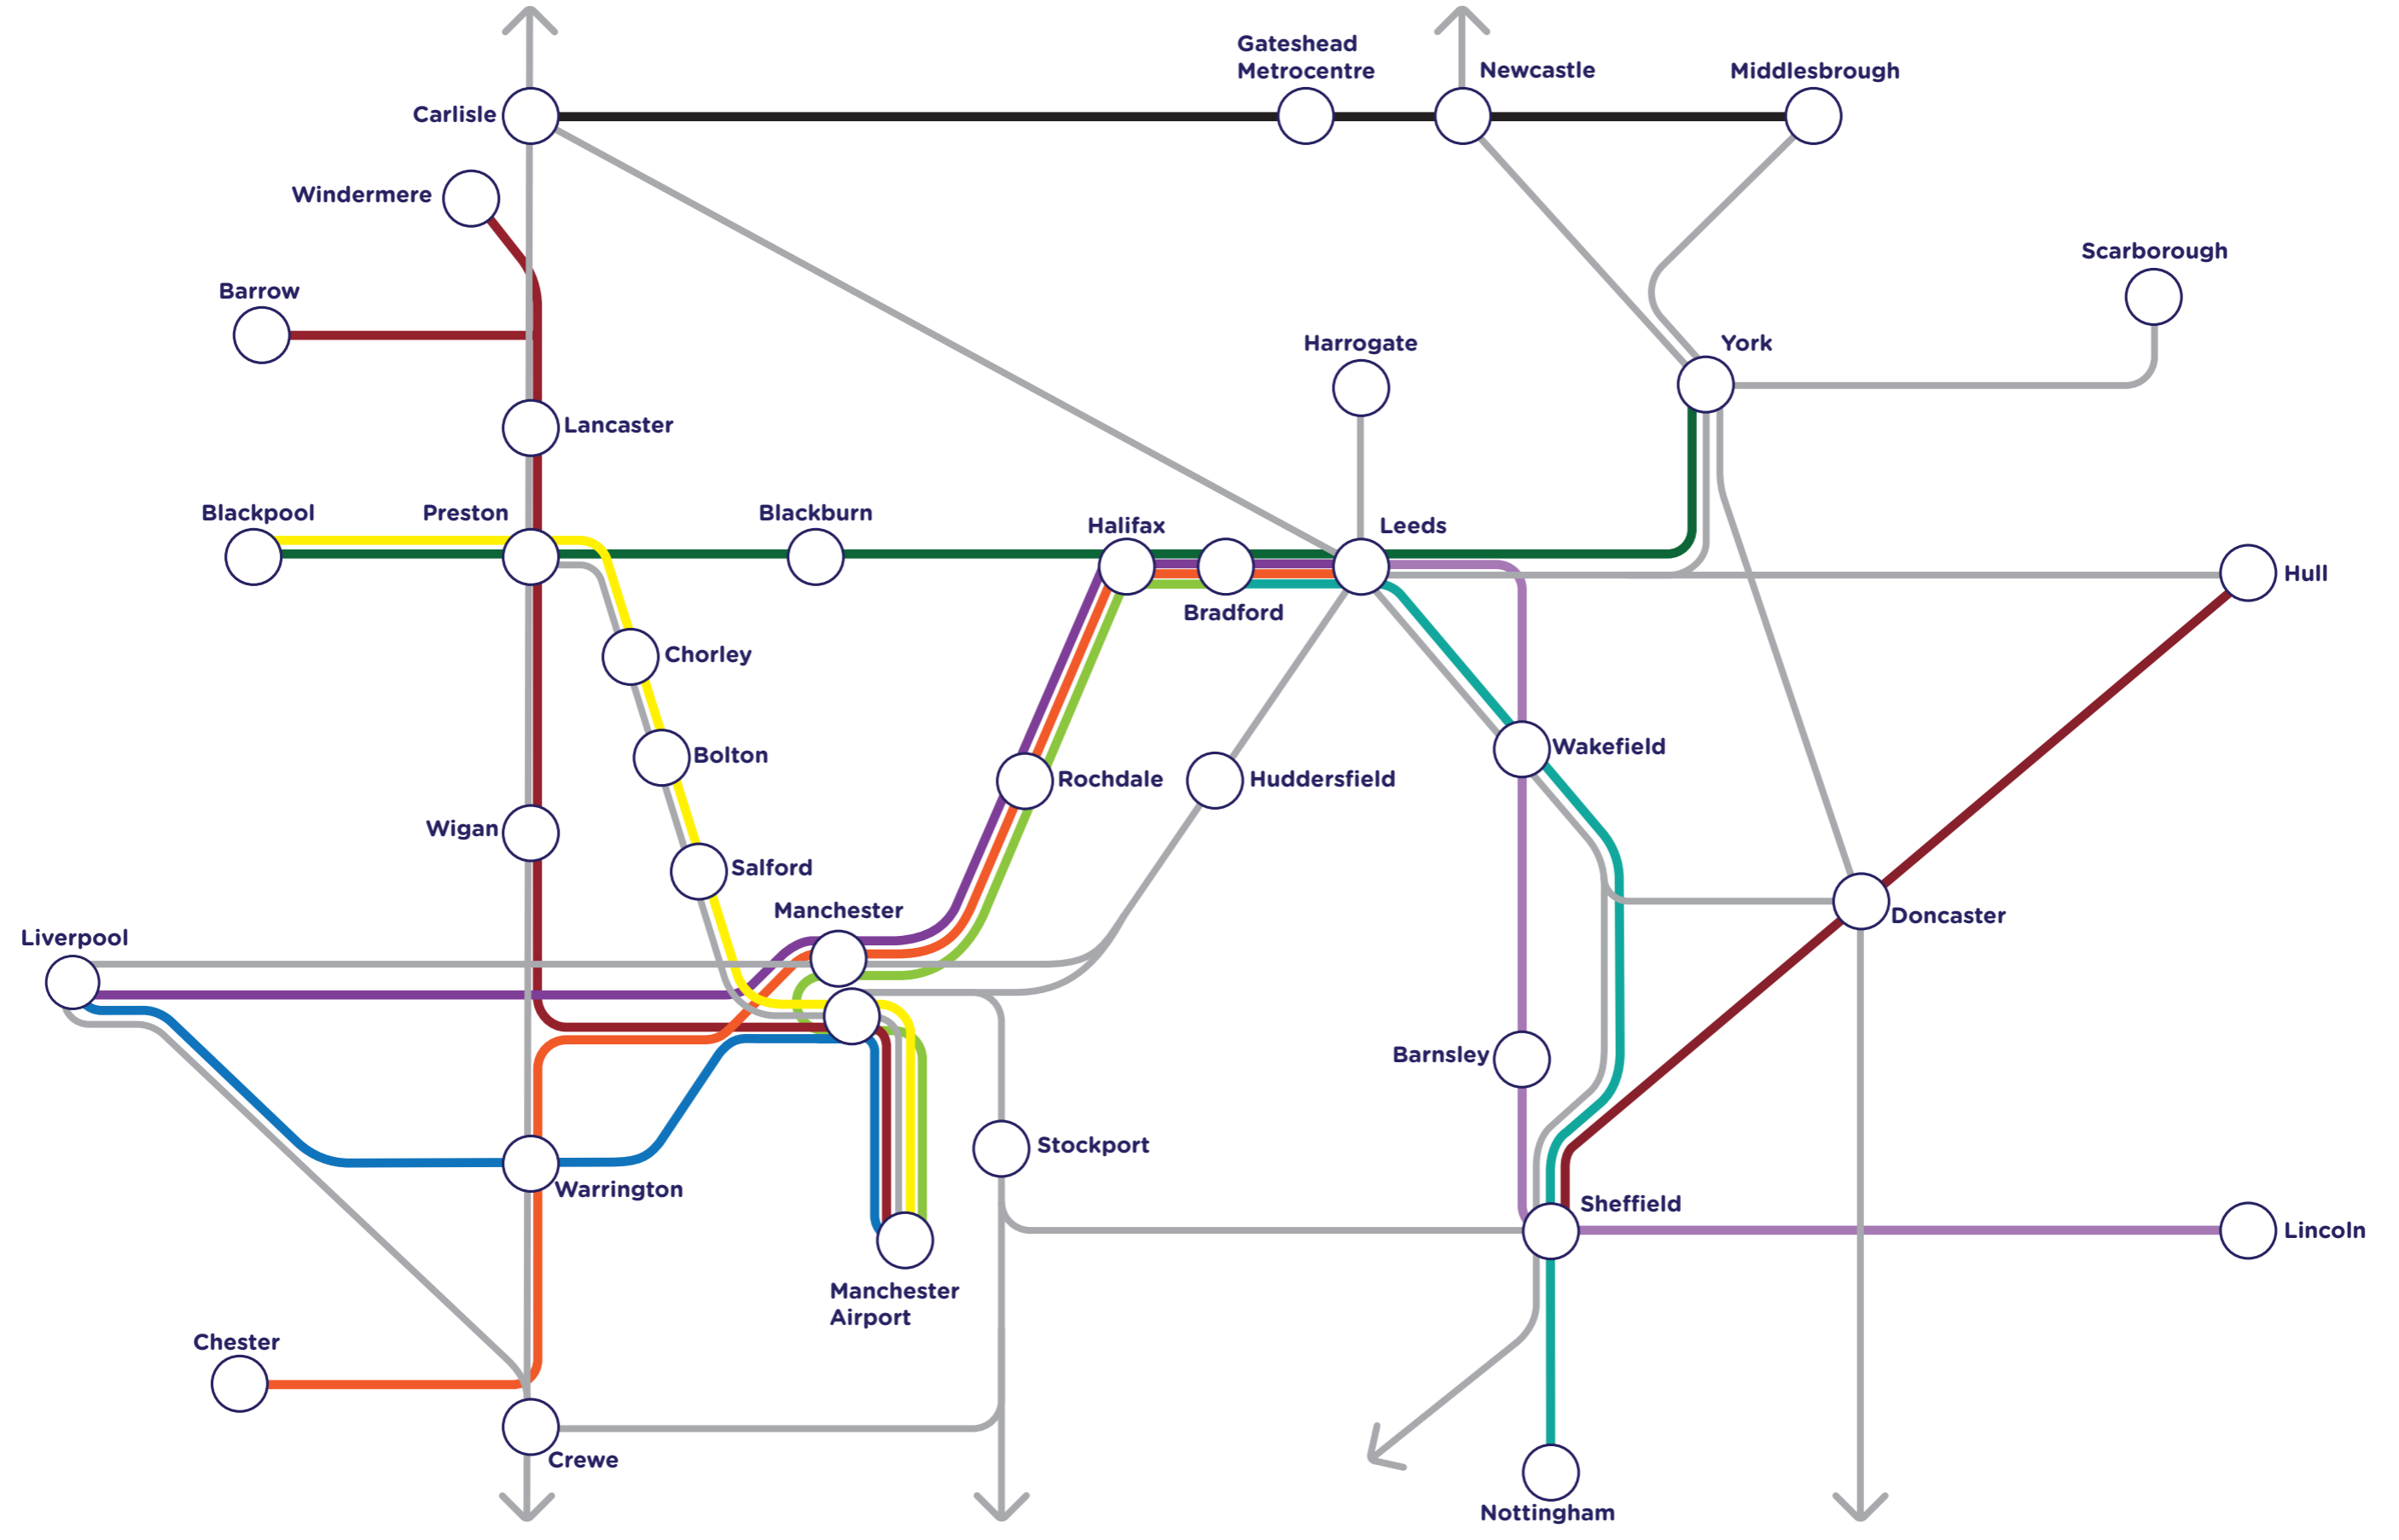 Gateshead
Metrocentre
Newcastle
Middlesbrough
Carlisle
Windermere
Scarborough
Barrow
Harrogate
York
Lancaster
Blackpool
Preston
Blackburn
Halifax
Leeds
Hull
Bradford
Chorley
Bolton
Wakefield
Rochdale
Huddersfield
Wigan
Salford
Manchester
Doncaster
Liverpool
Barnsley
Stockport
Warrington
Sheffield
Lincoln
Manchester
Airport
Chester
Crewe
Nottingham